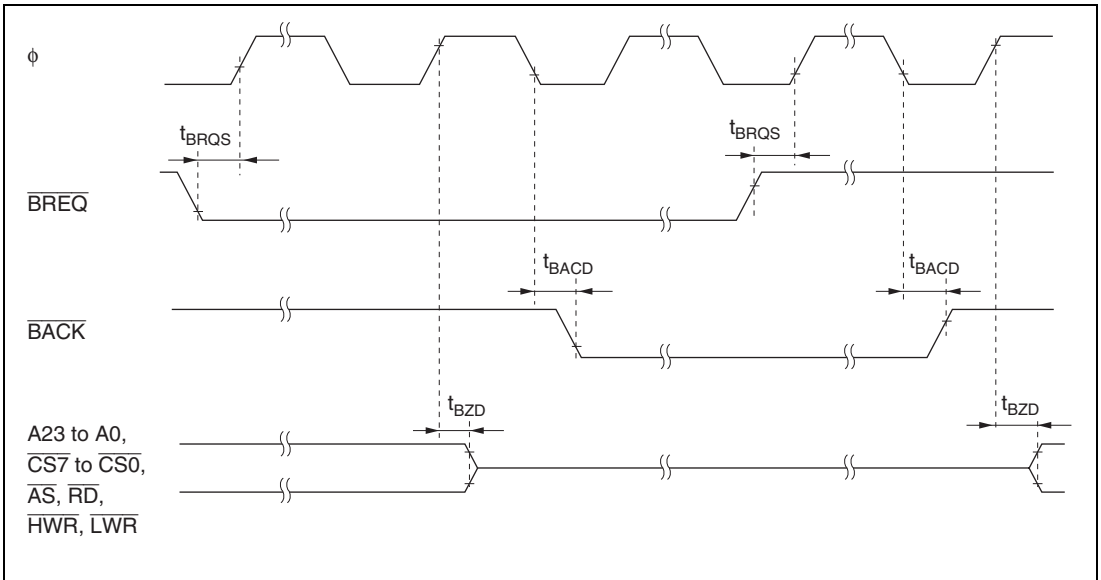 ϕ
tBRQS
tBRQS
BREQ
tBACD
tBACD
BACK
tBZD
tBZD
A23 to A0,
CS7 to CS0,
AS, RD,
HWR, LWR